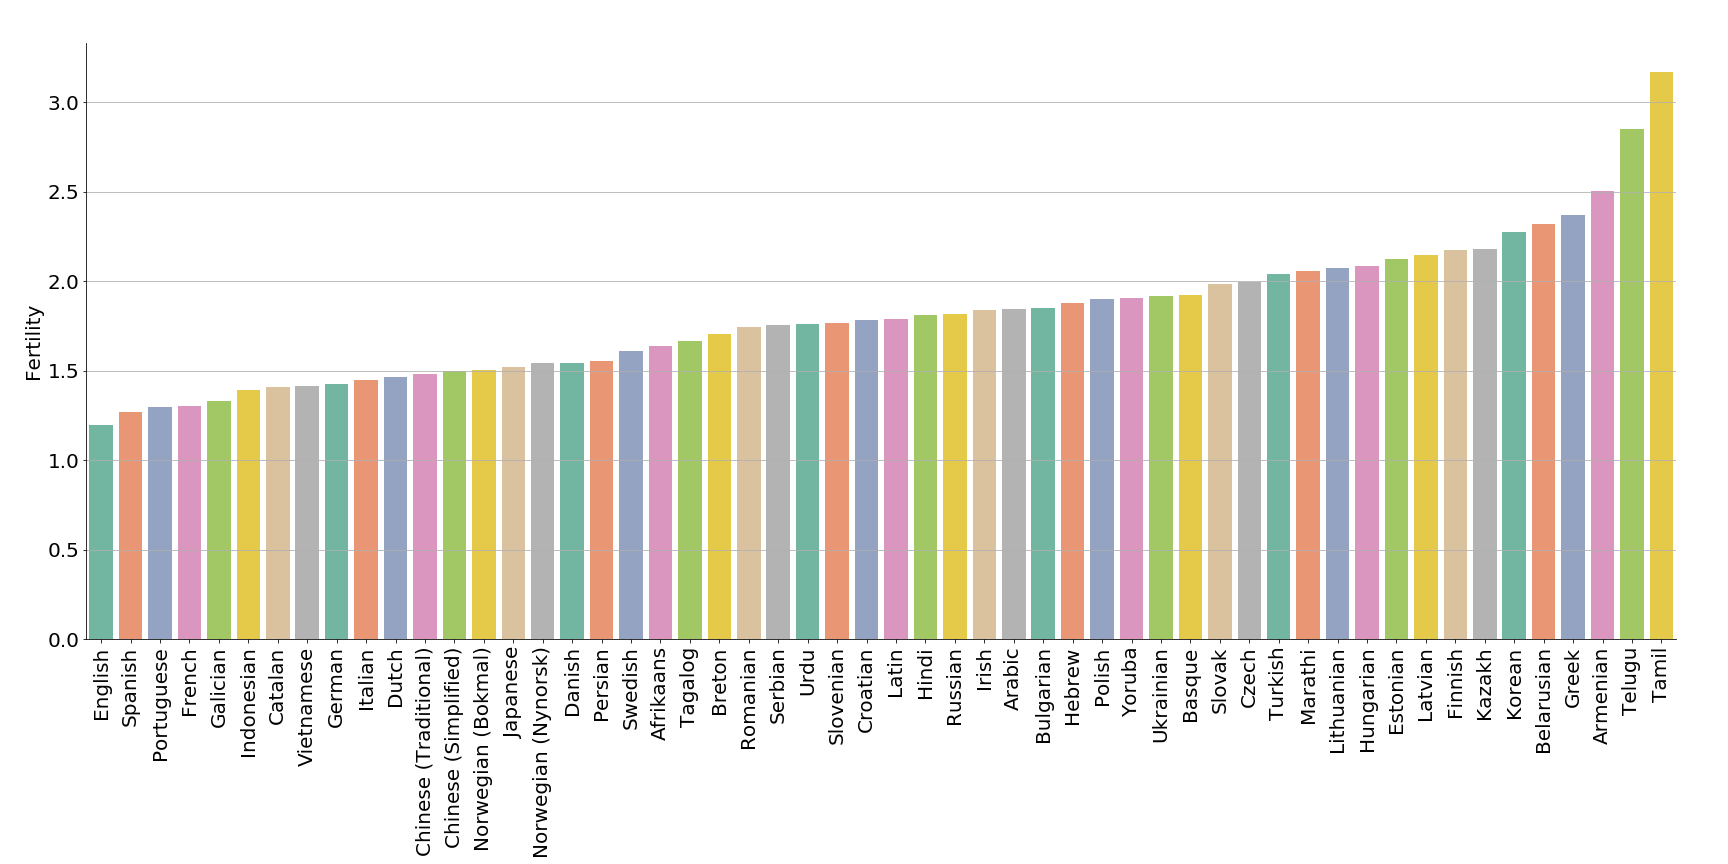 Fertility
3.0
2.5
2.0
1.5
1.0
0.5
0.0
English
Spanish
Portuguese
French
Galician
Indonesian
Catalan
Vietnamese
German
Italian
Dutch
Chinese (Traditional)
Chinese (Simplified)
Norwegian (Bokmal)
Japanese
Norwegian (Nynorsk)
Danish
Persian
Swedish
Afrikaans
Tagalog
Breton
Romanian
Serbian
Urdu
Slovenian
Croatian
Latin
Hindi
Russian
Irish
Arabic
Bulgarian
Hebrew
Polish
Yoruba
Ukrainian
Basque
Slovak
Czech
Turkish
Marathi
Lithuanian
Hungarian
Estonian
Latvian
Finnish
Kazakh
Korean
Belarusian
Greek
Armenian
Telugu
Tamil